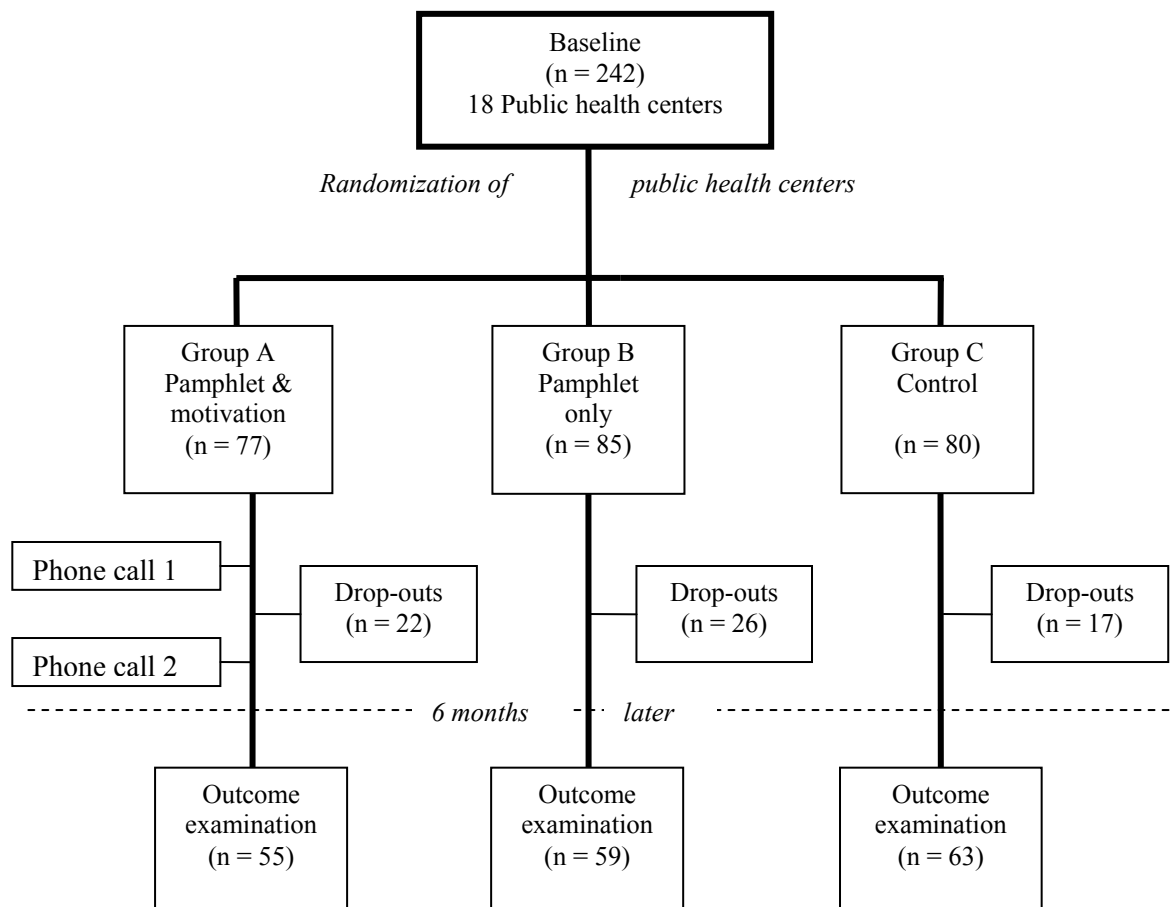 Baseline
(n = 242)
18 Public health centers
Randomization of public health centers
Group A
Pamphlet &
motivation
(n = 77)
Group B
Pamphlet
only
(n = 85)
Group C
Control
(n = 80)
Phone call 1
Drop-outs
(n = 22)
Drop-outs
(n = 26)
Drop-outs
(n = 17)
Phone call 2
6 months later
Outcome
examination
(n = 55)
Outcome
examination
(n = 59)
Outcome
examination
(n = 63)